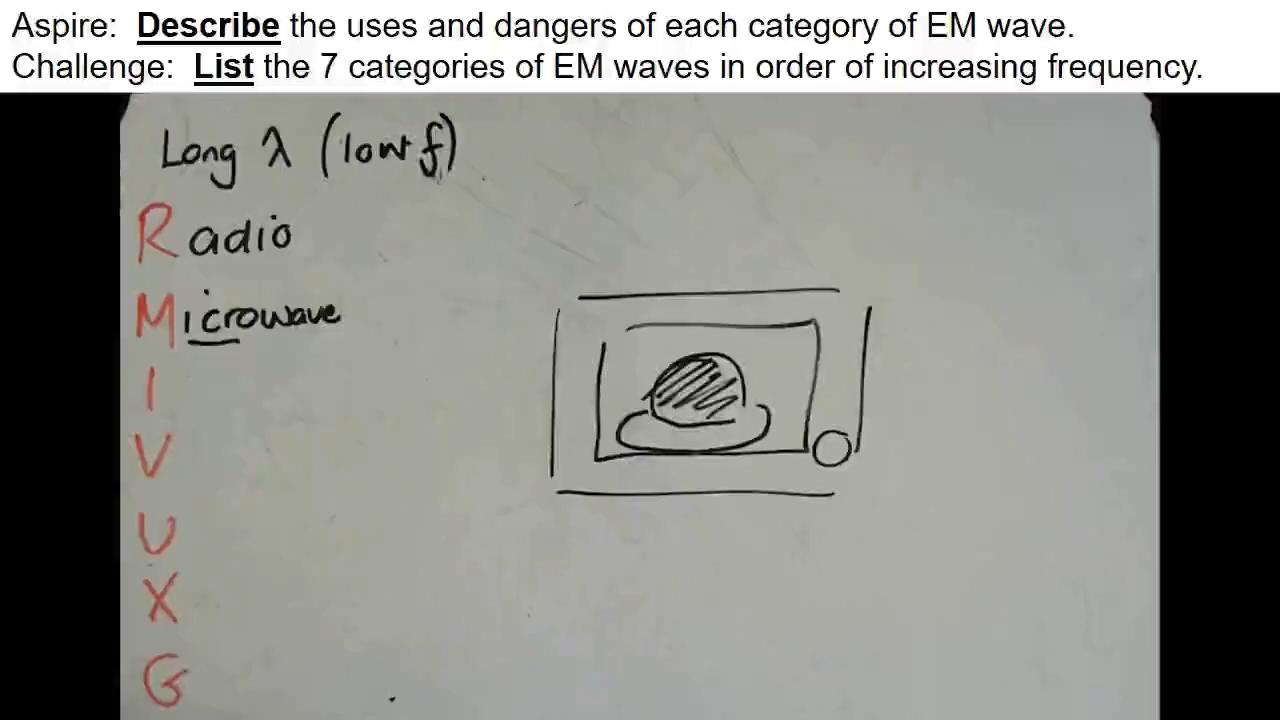 Aspire: Describe the uses and dangers of each category of EM wave.
Challenge: List the 7 categories of EM waves in order of increasing frequency.
Long λ (low f)
Radio
Microwave
I
V
U
X
G